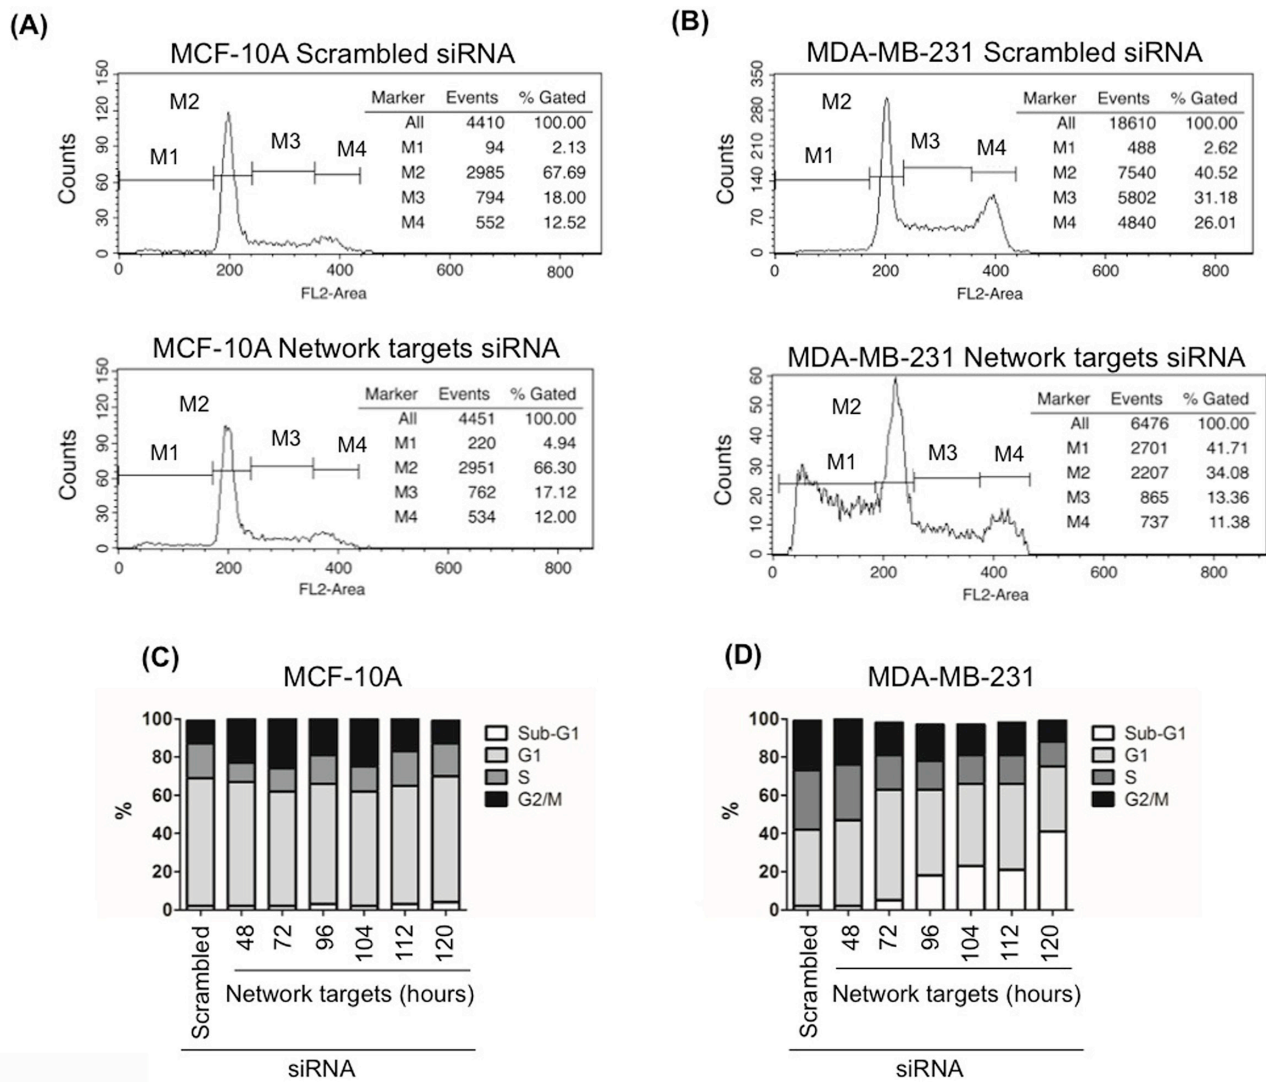 (A)
MCF-10A Scrambled siRNA
150
120
90
60
30
0
Counts
M1
M2
M3
M4
Marker Events % Gated
All 4410 100.00
M1 94 2.13
M2 2985 67.69
M3 794 18.00
M4 552 12.52
0 200 400 600 800
FL2-Area
MCF-10A Network targets siRNA
150
120
90
60
30
0
Counts
M1
M2
M3
M4
Marker Events % Gated
All 4451 100.00
M1 220 4.94
M2 2951 66.30
M3 762 17.12
M4 534 12.00
0 200 400 600 800
FL2-Area
(B)
MDA-MB-231 Scrambled siRNA
350
280
210
140
70
0
Counts
M1
M2
M3
M4
Marker Events % Gated
All 18610 100.00
M1 488 2.62
M2 7540 40.52
M3 5802 31.18
M4 4840 26.01
0 200 400 600 800
FL2-Area
MDA-MB-231 Network targets siRNA
60
50
40
30
20
10
0
Counts
M1
M2
M3
M4
Marker Events % Gated
All 6476 100.00
M1 2701 41.71
M2 2207 34.08
M3 865 13.36
M4 737 11.38
0 200 400 600 800
FL2-Area
(C)
MCF-10A
100
80
60
40
20
0
%
Sub-G1
G1
S
G2/M
Scrambled 48 72 96 104 112 120
Network targets (hours)
siRNA
(D)
MDA-MB-231
100
80
60
40
20
0
%
Sub-G1
G1
S
G2/M
Scrambled 48 72 96 104 112 120
Network targets (hours)
siRNA